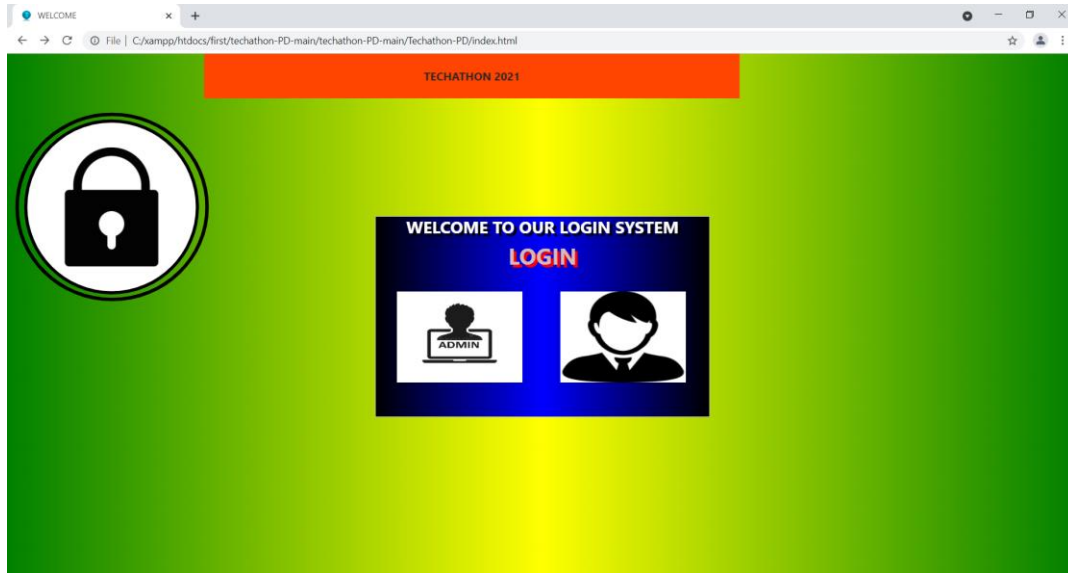 WELCOME
File | C:/xampp/htdocs/first/techathon-PD-main/techathon-PD-main/Techathon-PD/index.html
TECHATHON 2021
WELCOME TO OUR LOGIN SYSTEM
LOGIN
ADMIN